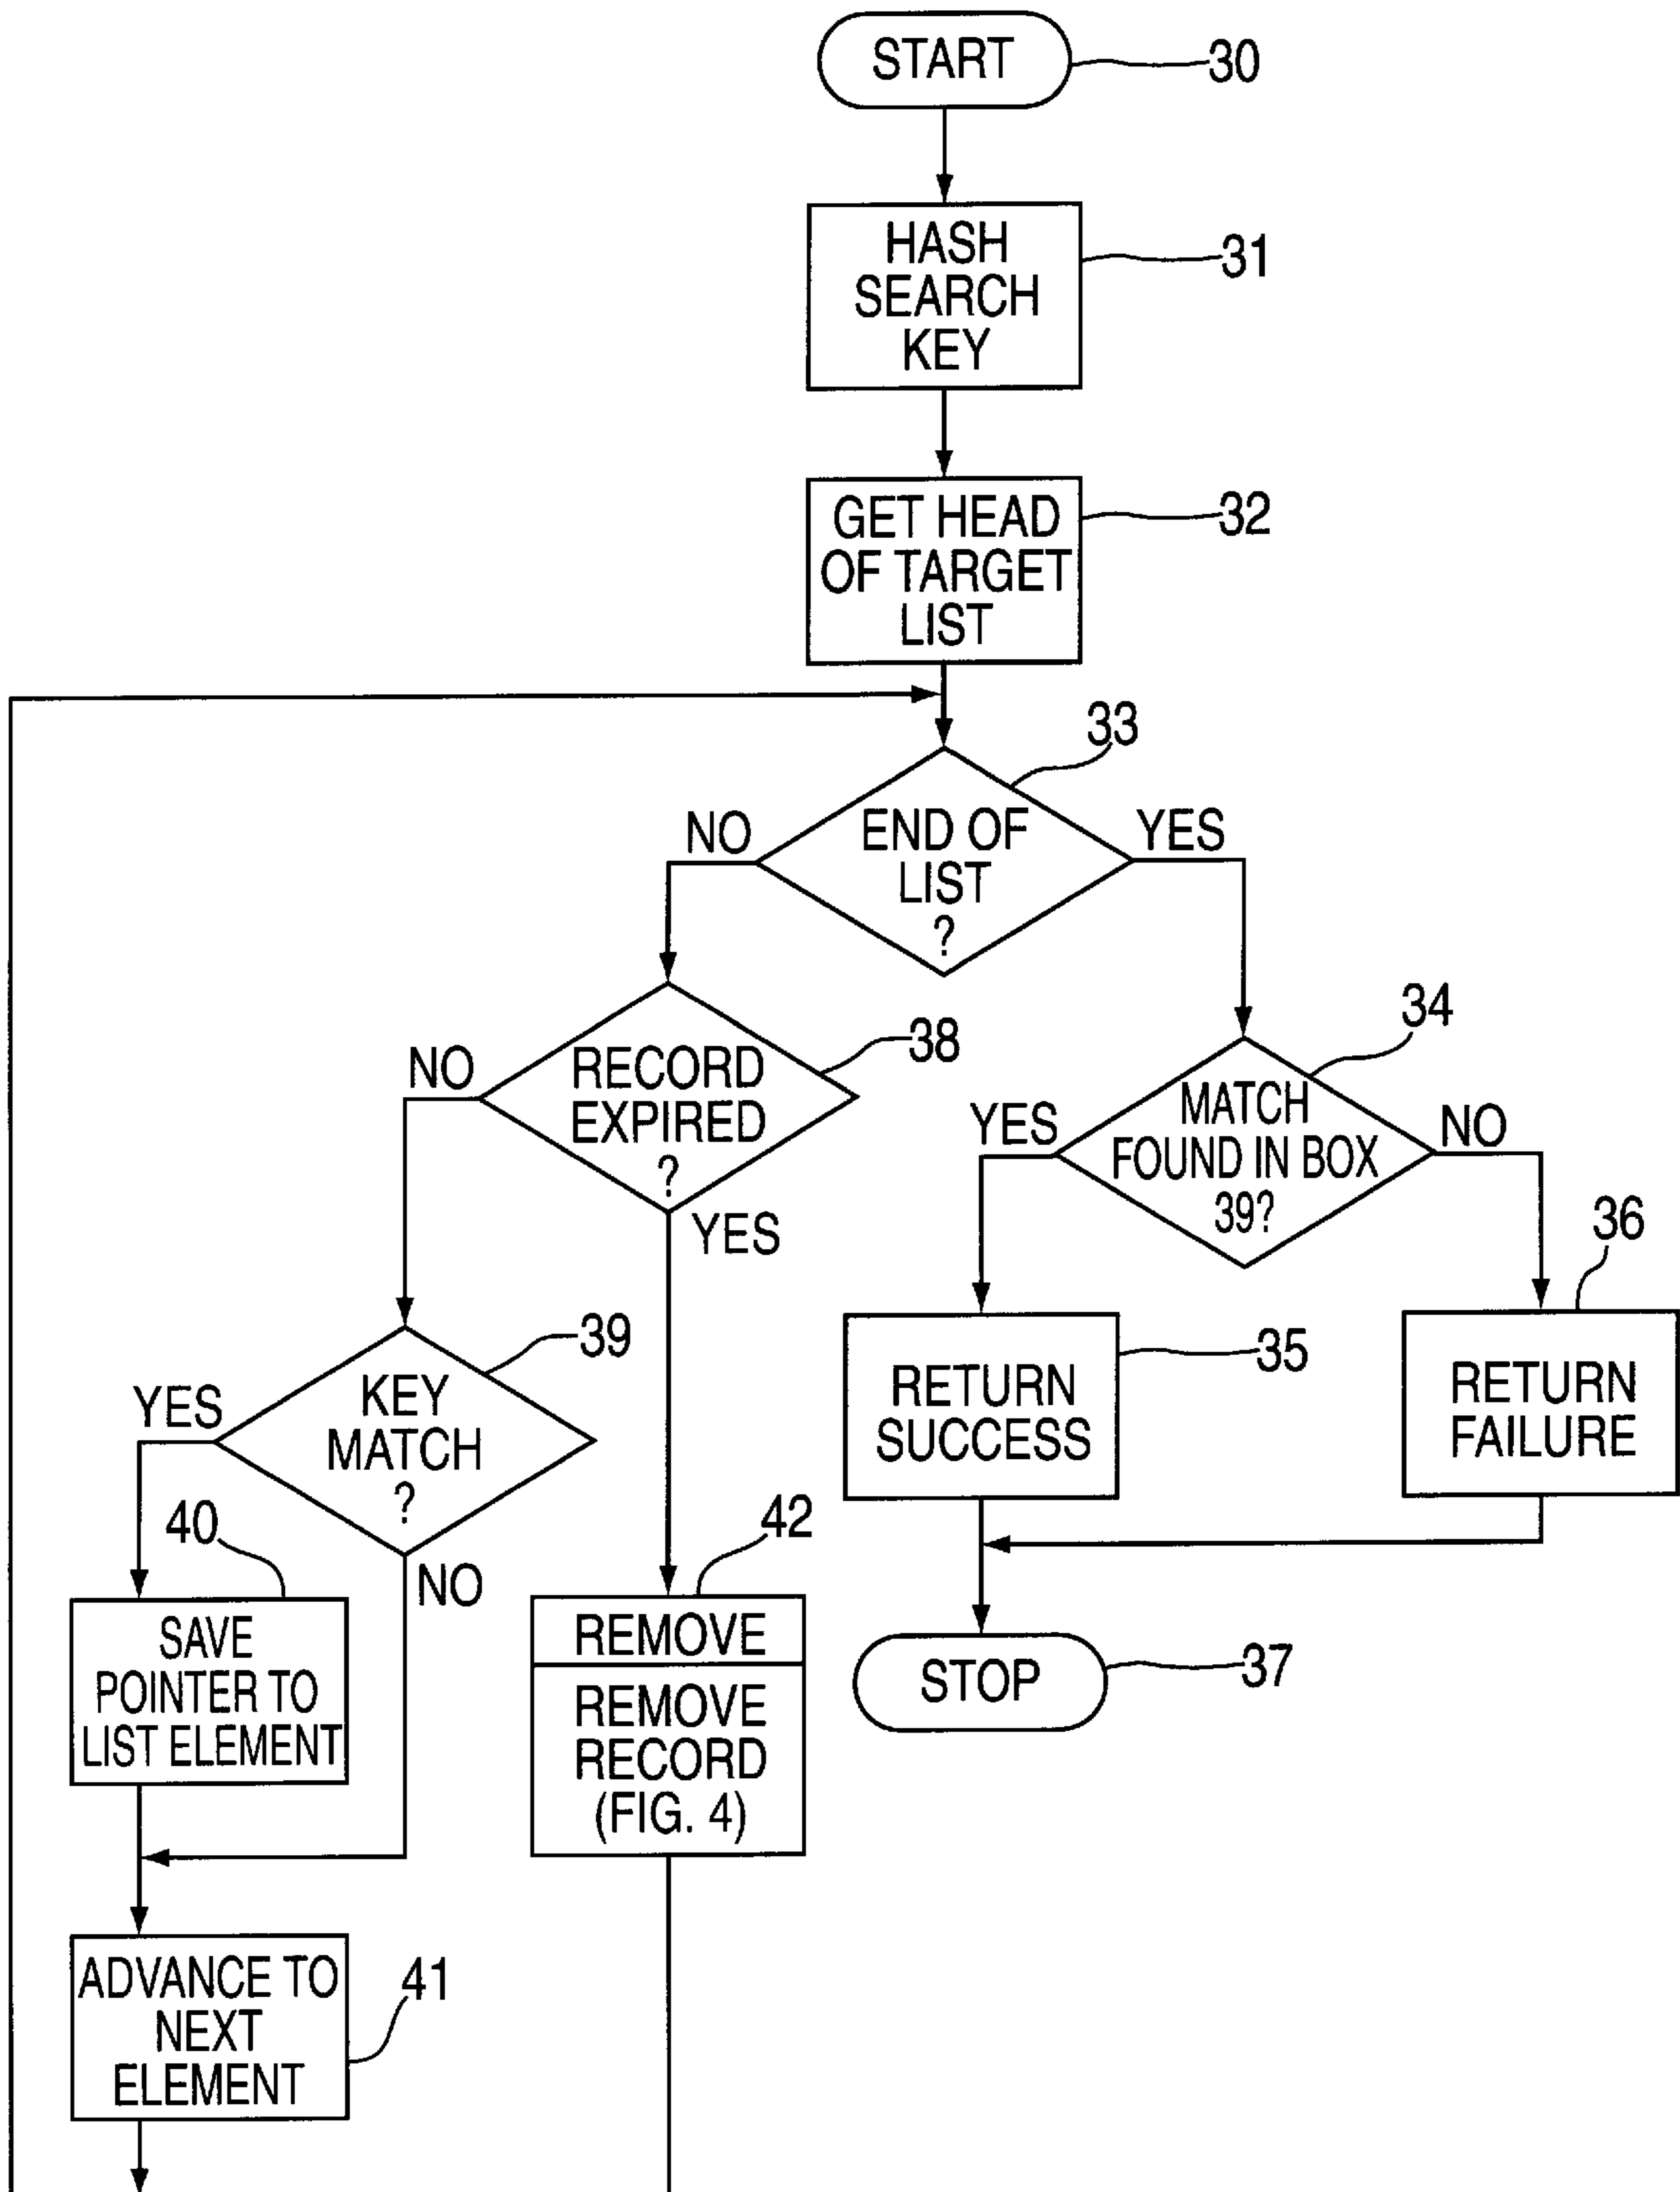 START
30
HASH
SEARCH
KEY
31
GET HEAD
OF TARGET
LIST
32
33
END OF
LIST
?
NO
YES
34
MATCH
FOUND IN BOX
39?
YES
NO
38
RECORD
EXPIRED
?
NO
YES
36
RETURN
FAILURE
35
RETURN
SUCCESS
39
KEY
MATCH
?
YES
NO
40
SAVE
POINTER TO
LIST ELEMENT
42
REMOVE
REMOVE
RECORD
(FIG. 4)
STOP
37
ADVANCE TO
NEXT
ELEMENT
41